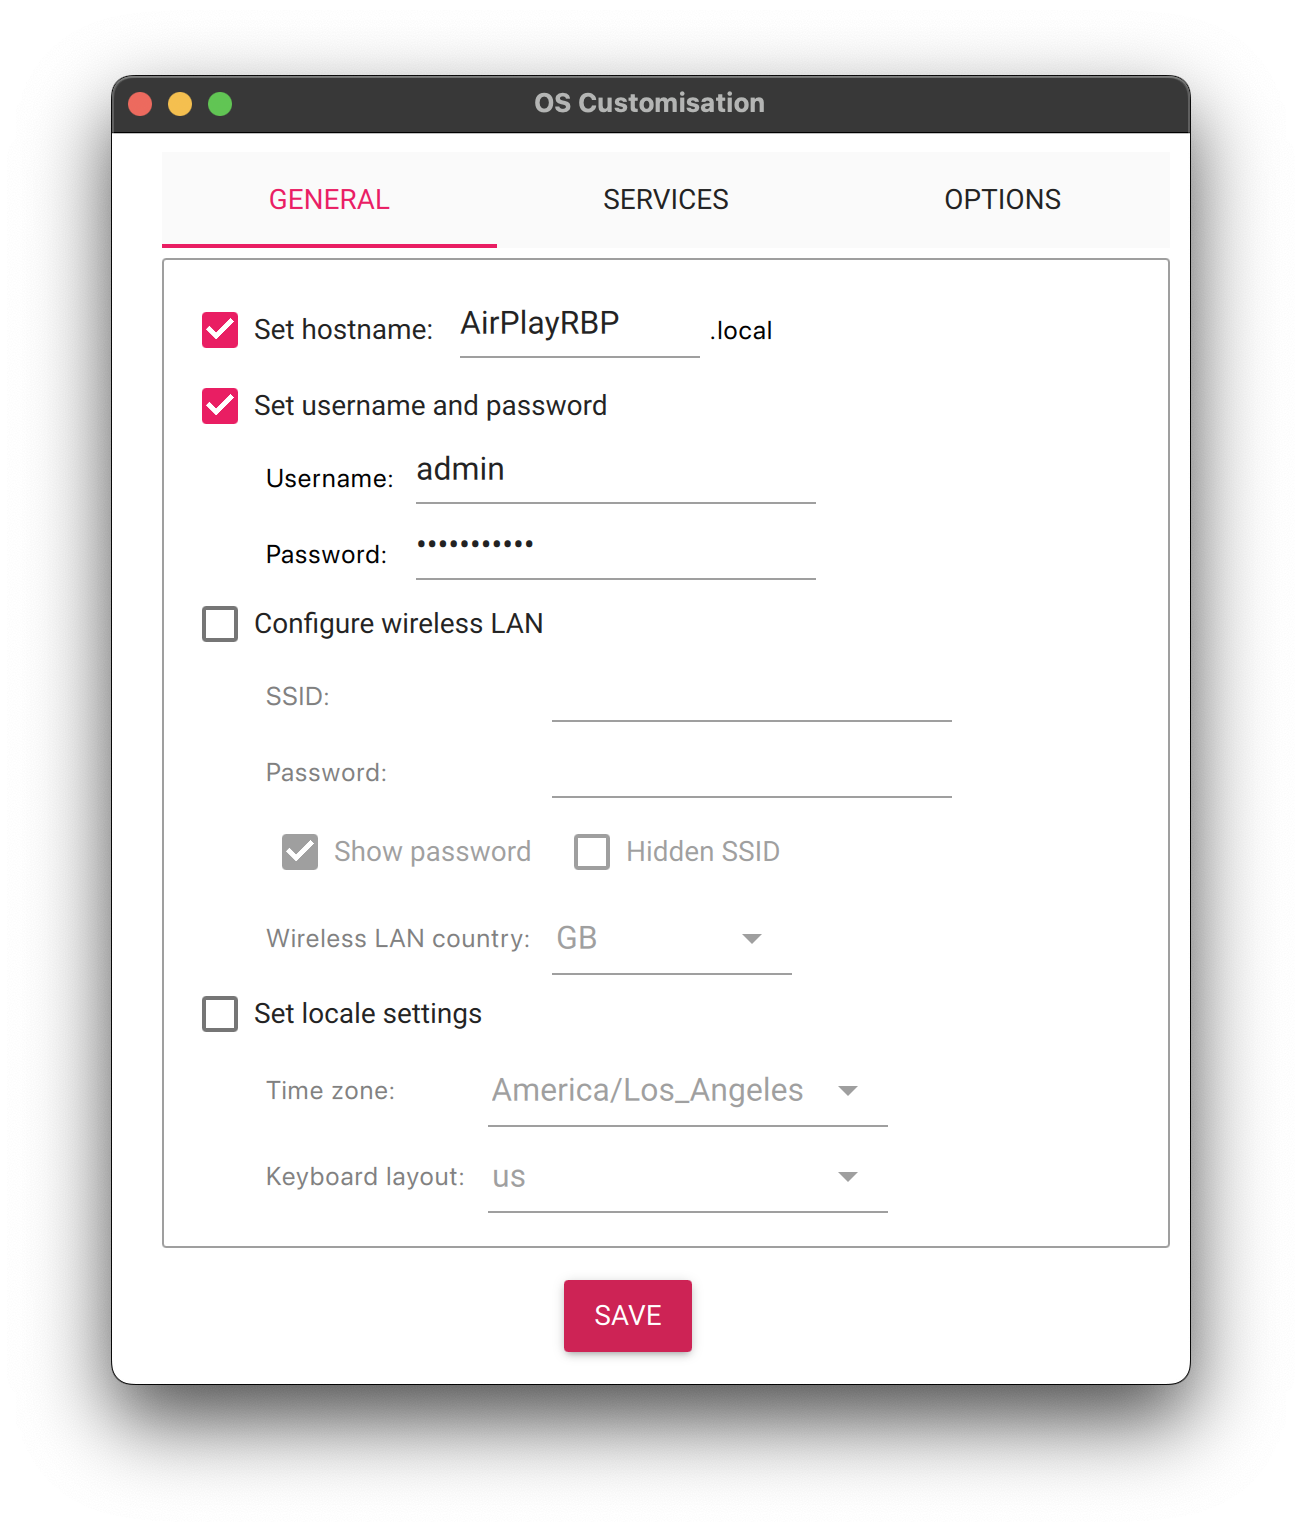 OS Customisation
GENERAL SERVICES OPTIONS
Set hostname: AirPlayRBP .local
Set username and password
Username: admin
Password: •••••••••••
Configure wireless LAN
SSID:
Password:
Show password Hidden SSID
Wireless LAN country: GB
Set locale settings
Time zone: America/Los_Angeles
Keyboard layout: us
SAVE